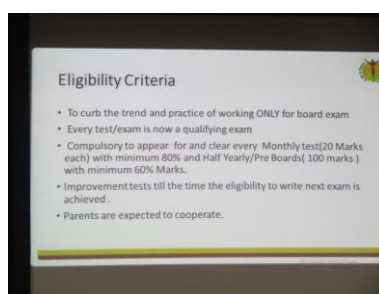 Eligibility Criteria
• To curb the trend and practice of working ONLY for board exam
• Every test/exam is now a qualifying exam
• Compulsory to appear for and clear every Monthly test(20 Marks
each) with minimum 80% and Half Yearly/Pre Boards( 100 marks )
with minimum 60% Marks.
• Improvement tests till the time the eligibility to write next exam is
achieved .
• Parents are expected to cooperate.